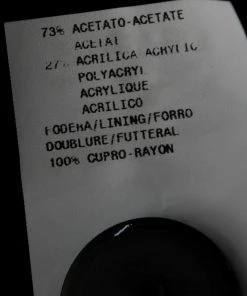 73% ACETATO-ACETATE
ACETAT
27% ACRILICA ACRYLIC
POLYACRYL
ACRYLIQUE
ACRILICO
FODERA/LINING/FORRO
DOUBLURE/FUTTERAL
100% CUPRO-RAYON